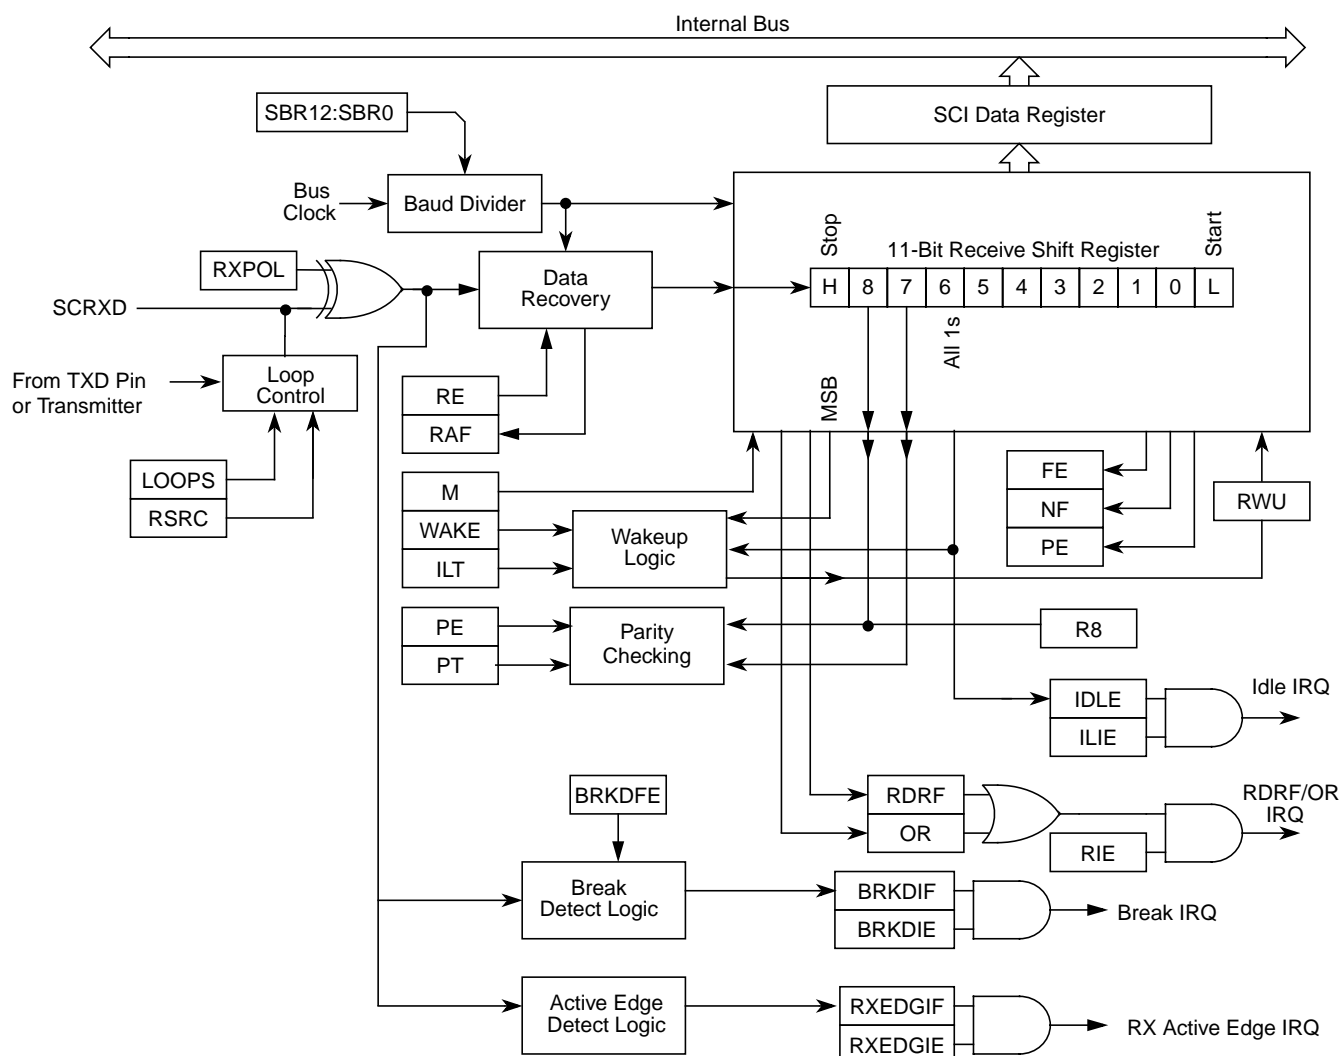 Internal Bus
SCI Data Register
SBR12:SBR0
Bus
Clock
Baud Divider
Stop
11-Bit Receive Shift Register
Start
H 8 7 6 5 4 3 2 1 0 L
All 1s
MSB
RXPOL
Data
Recovery
SCRXD
From TXD Pin
or Transmitter
Loop
Control
RE
RAF
LOOPS
RSRC
M
WAKE
ILT
Wakeup
Logic
FE
NF
PE
RWU
PE
PT
Parity
Checking
R8
IDLE
ILIE
Idle IRQ
BRKDFE
RDRF
OR
RIE
RDRF/OR
IRQ
Break
Detect Logic
BRKDIF
BRKDIE
Break IRQ
Active Edge
Detect Logic
RXEDGIF
RXEDGIE
RX Active Edge IRQ